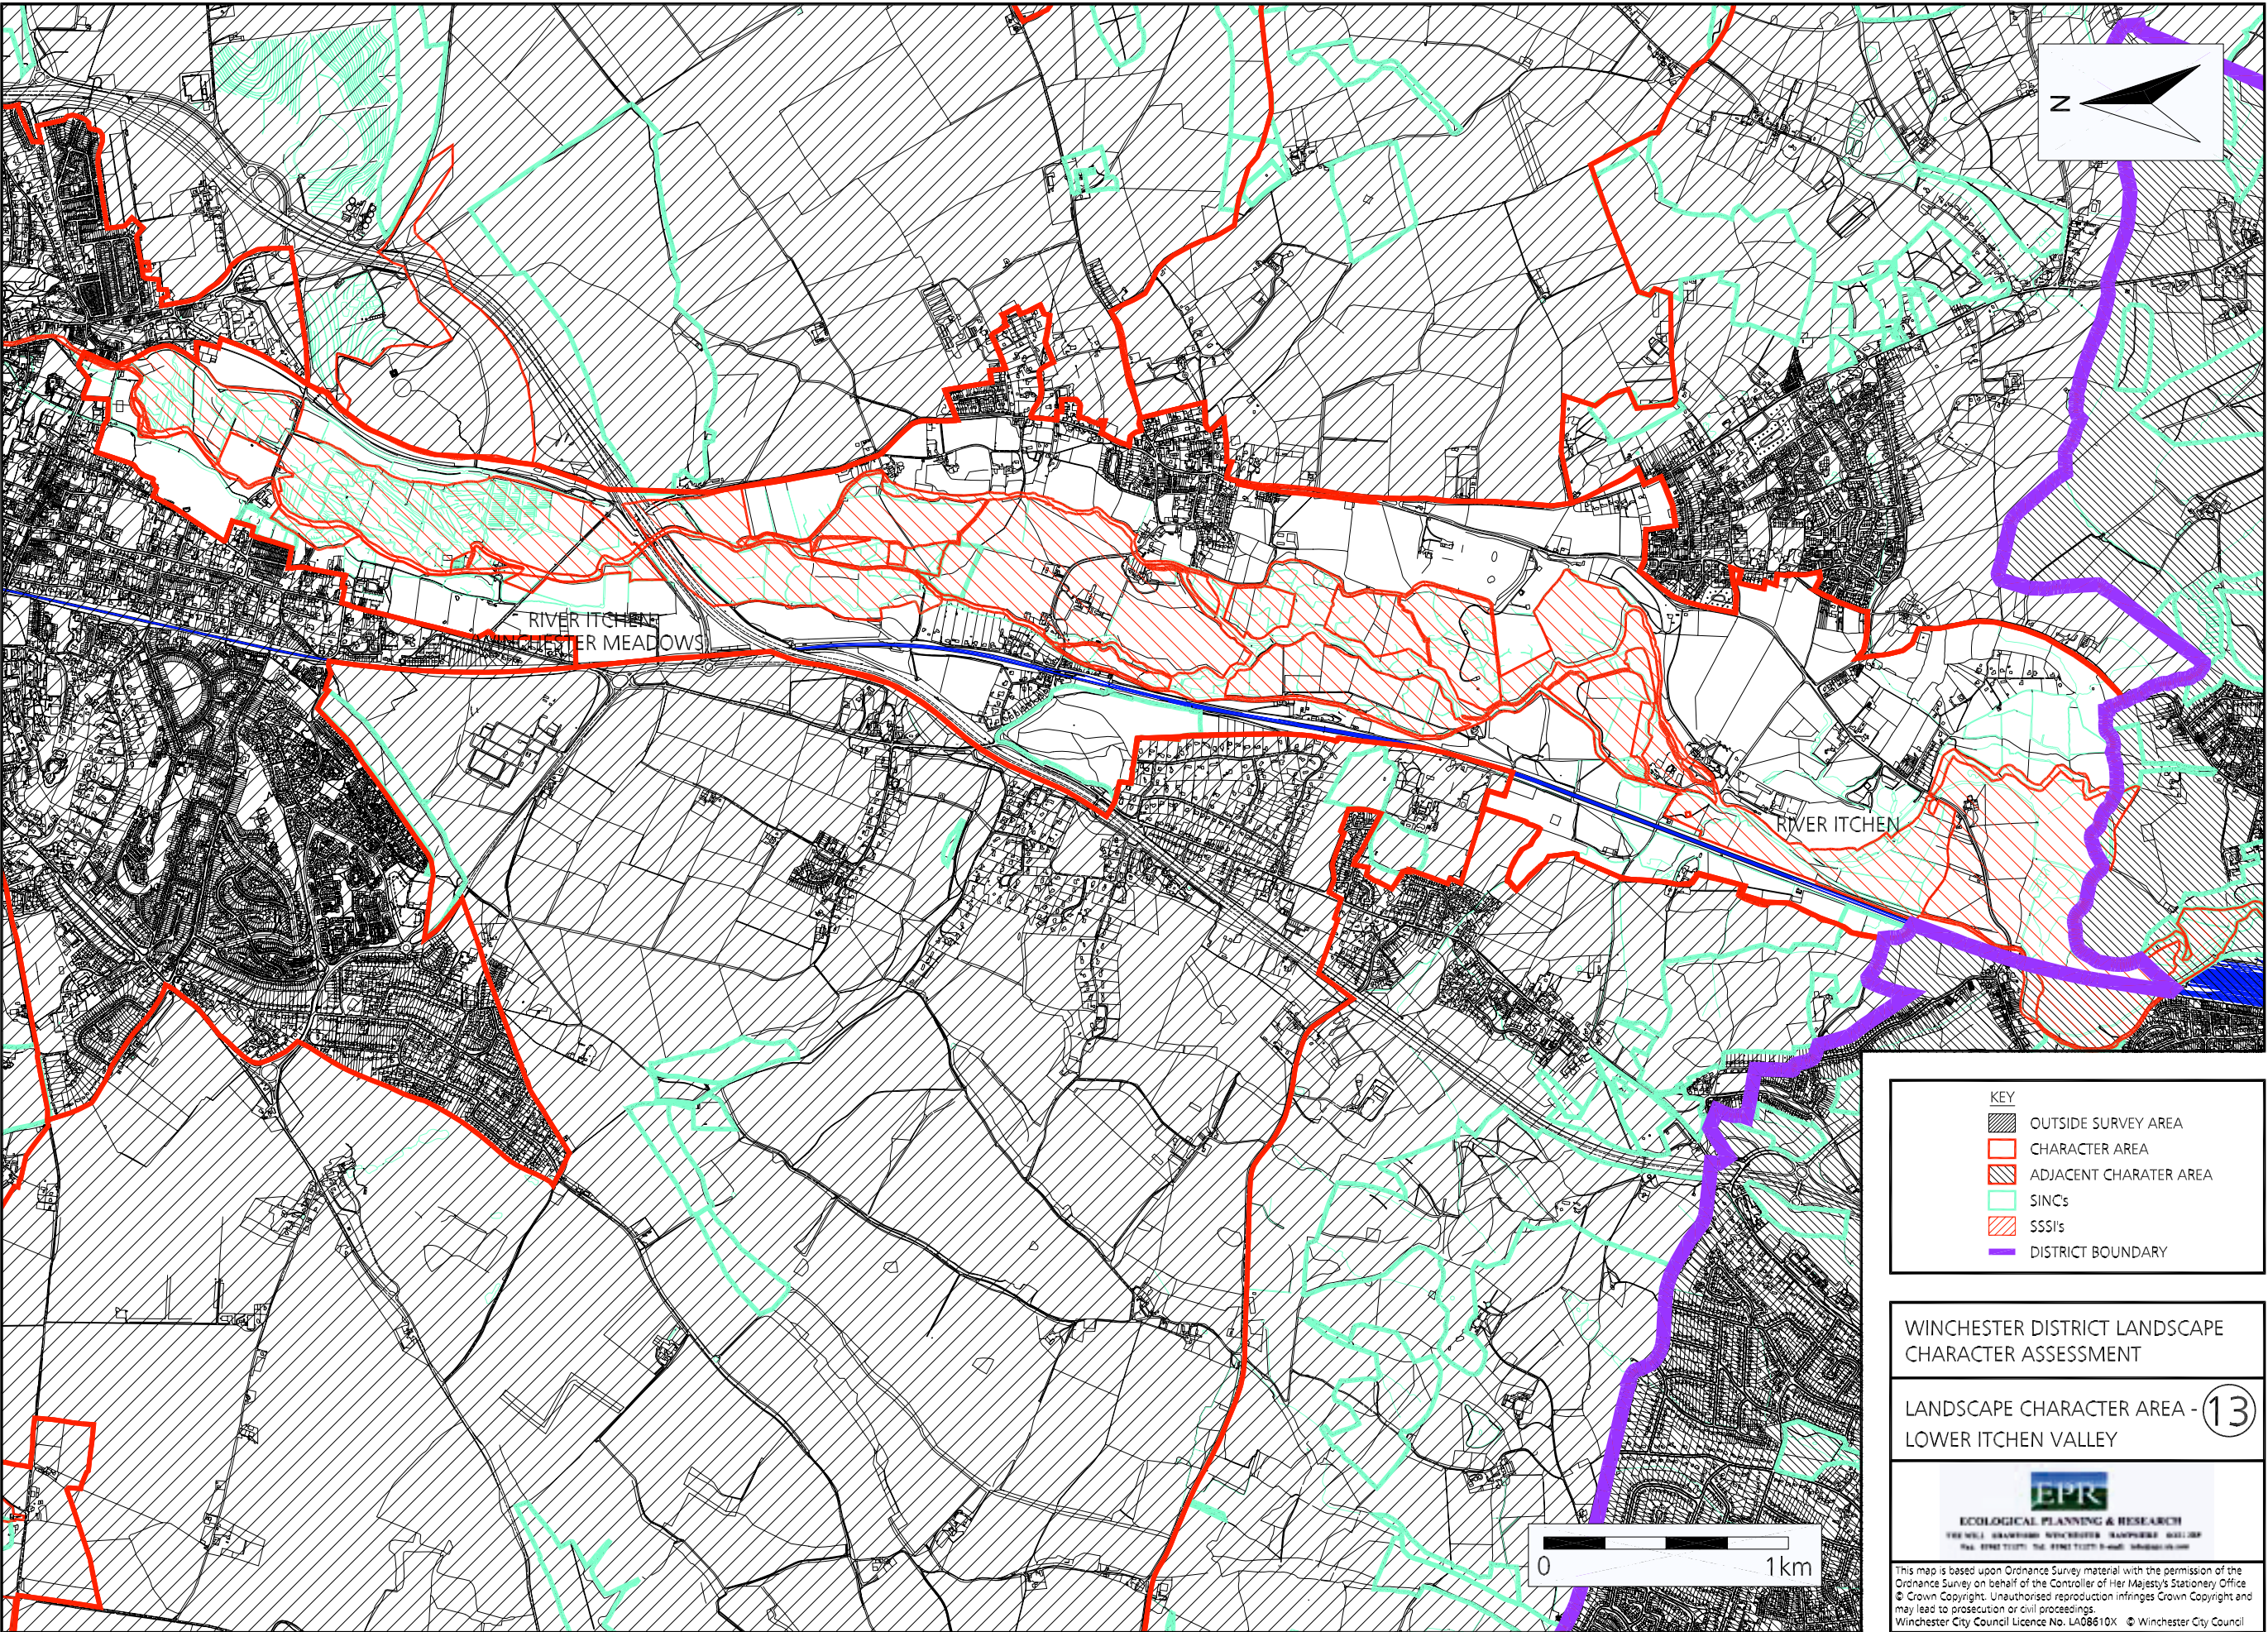 N
RIVER ITCHEN
WINCHESTER MEADOWS
RIVER ITCHEN
KEY
OUTSIDE SURVEY AREA
CHARACTER AREA
ADJACENT CHARATER AREA
SINC's
SSSI's
DISTRICT BOUNDARY
WINCHESTER DISTRICT LANDSCAPE
CHARACTER ASSESSMENT
LANDSCAPE CHARACTER AREA - 13
LOWER ITCHEN VALLEY
EPR
ECOLOGICAL PLANNING & RESEARCH
0 1km
This map is based upon Ordnance Survey material with the permission of the
Ordnance Survey on behalf of the Controller of Her Majesty's Stationery Office
© Crown Copyright. Unauthorised reproduction infringes Crown Copyright and
may lead to prosecution or civil proceedings.
Winchester City Council Licence No. LA08610X © Winchester City Council